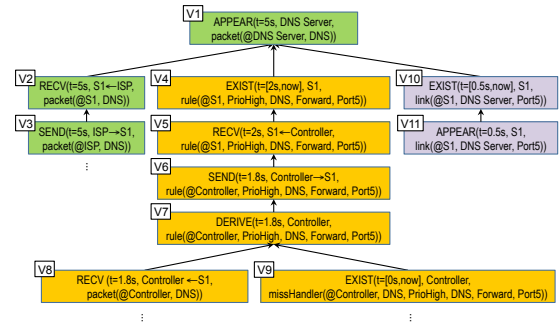 V1
APPEAR(t=5s, DNS Server,
packet(@DNS Server, DNS)
V2
RECV(t=5s, S1←ISP,
packet(@S1, DNS))
V3
SEND(t=5s, ISP→S1,
packet(@ISP, DNS)
⋮
V4
EXIST(t=[2s,now], S1,
rule(@S1, PrioHigh, DNS, Forward, Port5))
V5
RECV(t=2s, S1←Controller,
rule(@S1, PrioHigh, DNS, Forward, Port5))
V6
SEND(t=1.8s, Controller→S1,
rule(@Controller, PrioHigh, DNS, Forward, Port5))
V7
DERIVE(t=1.8s, Controller,
rule(@Controller, PrioHigh, DNS, Forward, Port5))
V8
RECV (t=1.8s, Controller ←S1,
packet(@Controller, DNS))
⋮
V9
EXIST(t=[0s,now], Controller,
missHandler(@Controller, DNS, PrioHigh, DNS, Forward, Port5))
⋮
V10
EXIST(t=[0.5s,now], S1,
link(@S1, DNS Server, Port5))
V11
APPEAR(t=0.5s, S1,
link(@S1, DNS Server, Port5))